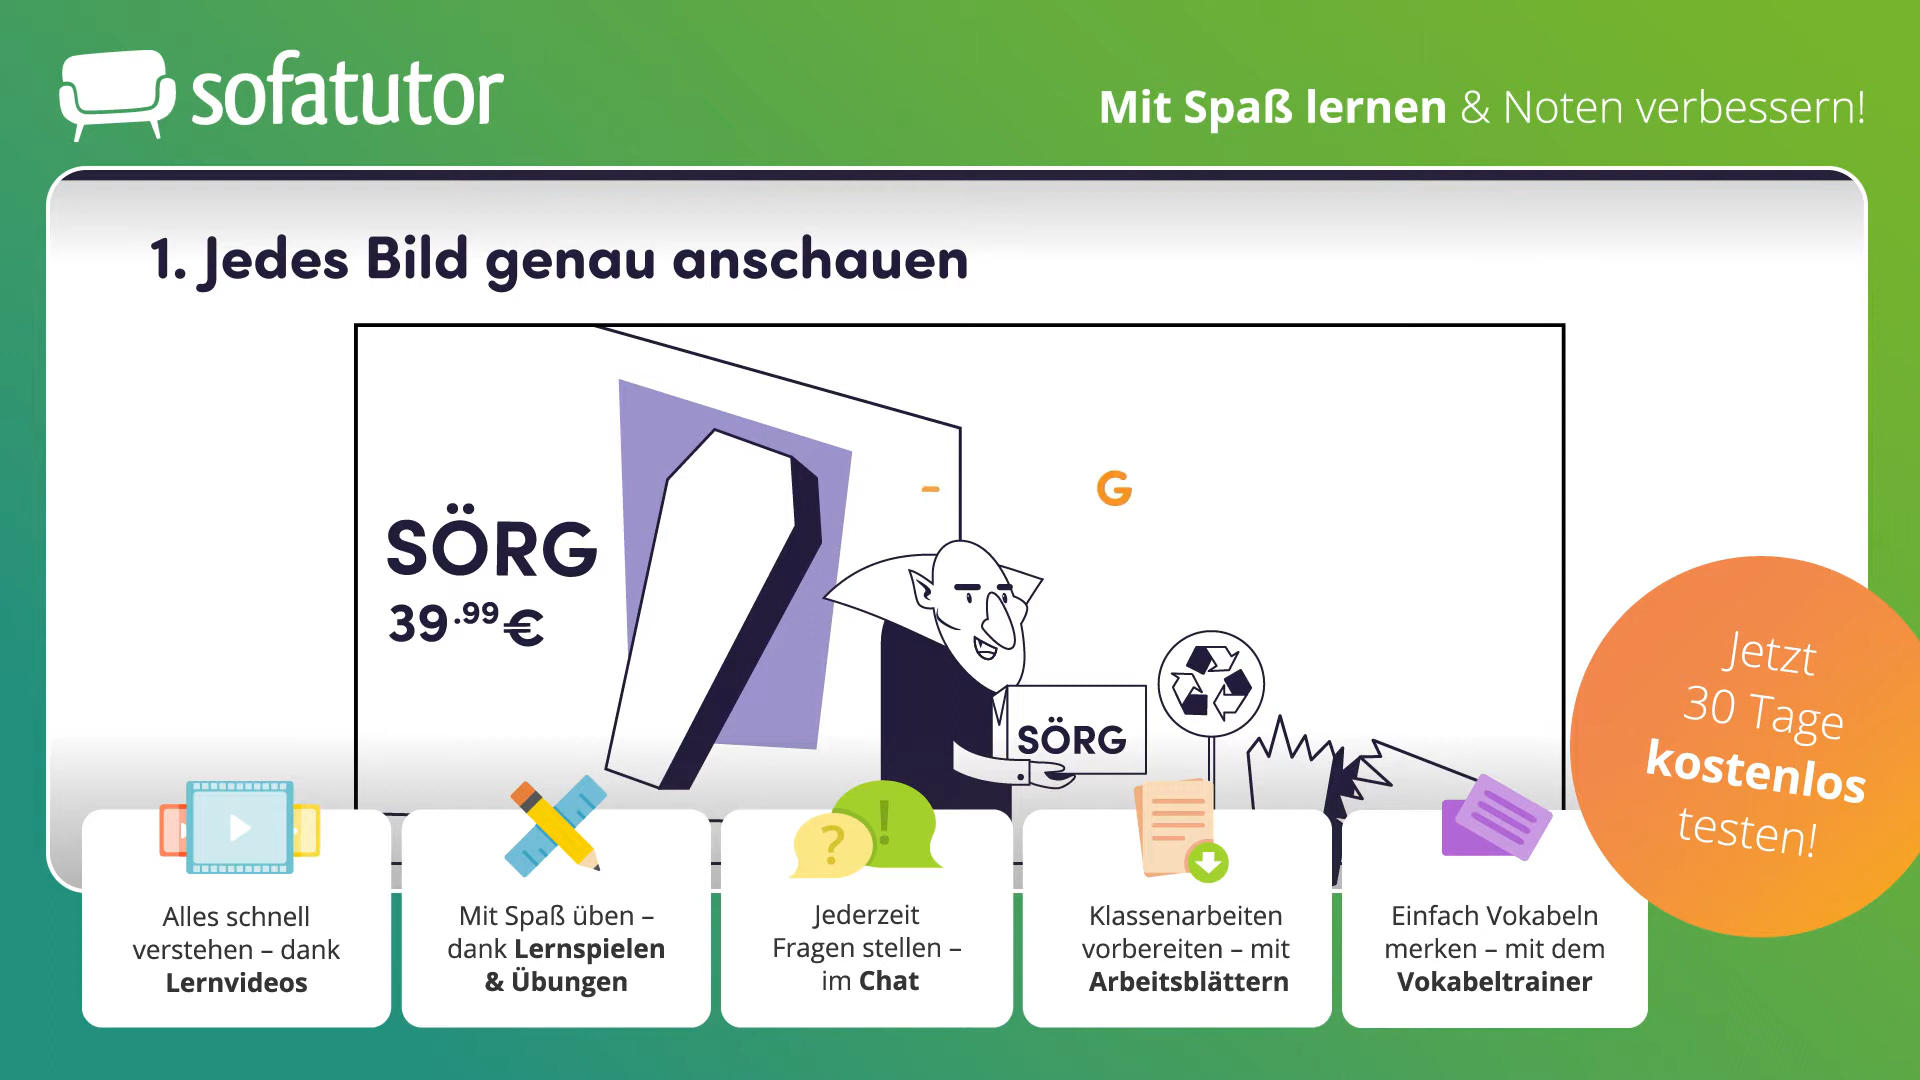 sofatutor
Mit Spaß lernen & Noten verbessern!
1. Jedes Bild genau anschauen
SÖRG
39.99€
- G
SÖRG
Jetzt
30 Tage
kostenlos
testen!
? !
Alles schnell
verstehen – dank
Lernvideos
Mit Spaß üben –
dank Lernspielen
& Übungen
Jederzeit
Fragen stellen –
im Chat
Klassenarbeiten
vorbereiten – mit
Arbeitsblättern
Einfach Vokabeln
merken – mit dem
Vokabeltrainer